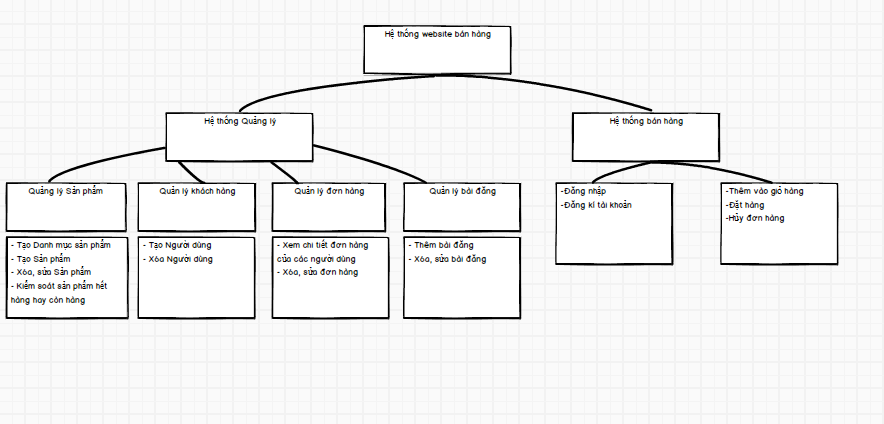 Hệ thống website bán hàng
Hệ thống Quảng lý
Hệ thống bán hàng
Quảng lý Sản phẩm
Quản lý khách hàng
Quản lý đơn hàng
Quản lý bài đăng
- Tạo Danh mục sản phẩm
- Tạo Sản phẩm
- Xóa, sửa Sản phẩm
- Kiểm soát sản phẩm hết
hàng hay còn hàng
- Tạo Người dùng
- Xóa Người dùng
- Xem chi tiết đơn hàng
của các người dùng
- Xóa, sửa đơn hàng
- Thêm bài đăng
- Xóa, sửa bài đăng
-Đăng nhập
-Đăng kí tài khoản
-Thêm vào giỏ hàng
-Đặt hàng
-Hủy đơn hàng